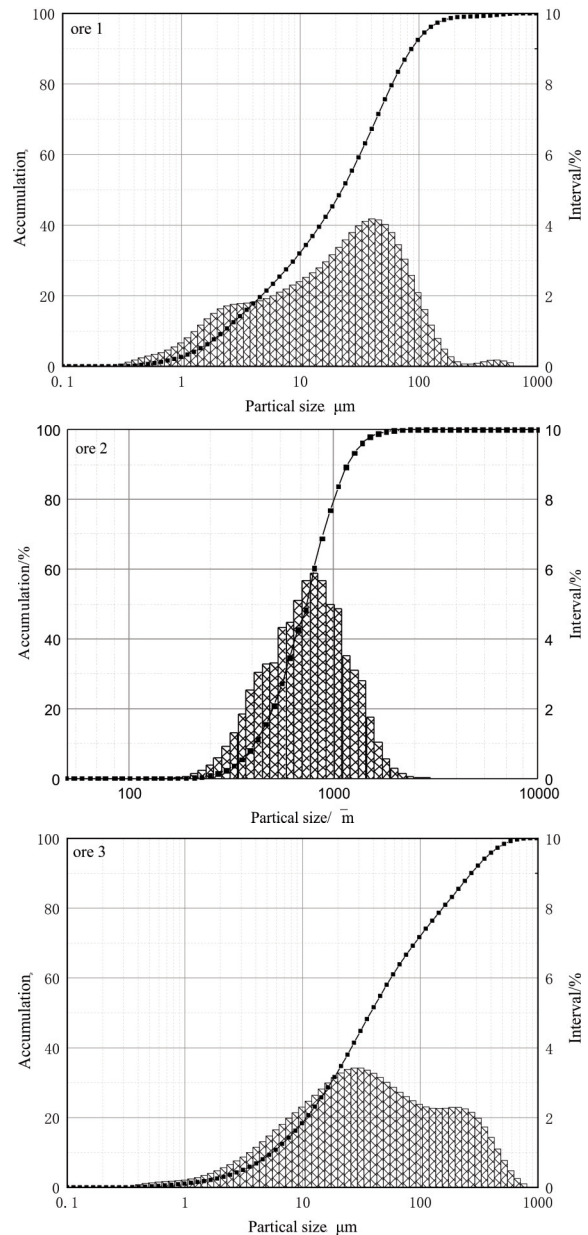 ore 1
100
80
60
40
20
0
Accumulation,
10
8
6
4
2
0
Interval/%
0.1 1 10 100 1000
Partical size μm
ore 2
100
80
60
40
20
0
Accumulation/%
10
8
6
4
2
0
Interval/%
100 1000 10000
Partical size/ ‾m
ore 3
100
80
60
40
20
0
Accumulation,
10
8
6
4
2
0
Interval/%
0.1 1 10 100 1000
Partical size μm